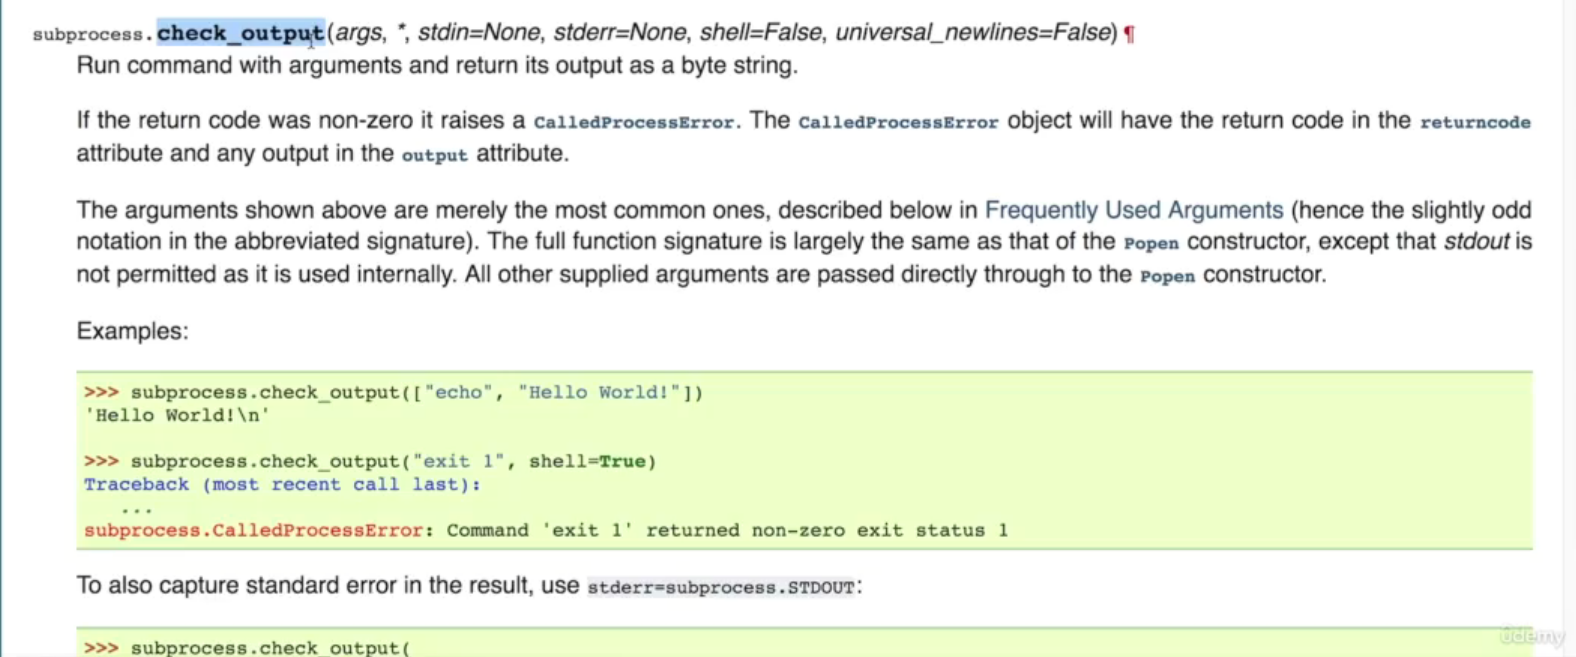 subprocess.check_output(args, *, stdin=None, stderr=None, shell=False, universal_newlines=False) ¶
Run command with arguments and return its output as a byte string.
If the return code was non-zero it raises a CalledProcessError. The CalledProcessError object will have the return code in the returncode
attribute and any output in the output attribute.
The arguments shown above are merely the most common ones, described below in Frequently Used Arguments (hence the slightly odd
notation in the abbreviated signature). The full function signature is largely the same as that of the Popen constructor, except that stdout is
not permitted as it is used internally. All other supplied arguments are passed directly through to the Popen constructor.
Examples:
>>> subprocess.check_output(["echo", "Hello World!"])
'Hello World!\n'
>>> subprocess.check_output("exit 1", shell=True)
Traceback (most recent call last):
...
subprocess.CalledProcessError: Command 'exit 1' returned non-zero exit status 1
To also capture standard error in the result, use stderr=subprocess.STDOUT:
>>> subprocess.check_output(
ûdemy